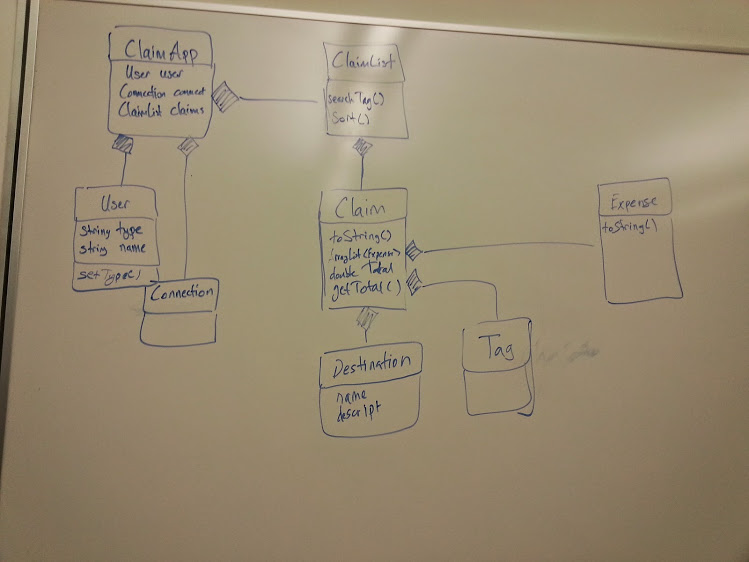 ClaimApp
User user
Connection connect
ClaimList claims
ClaimList
searchTag()
Sort()
User
string type
string name
setType()
Connection
Claim
toString()
ArrayList<Expense>
double Total
getTotal()
Expense
toString()
Destination
name
descript
Tag